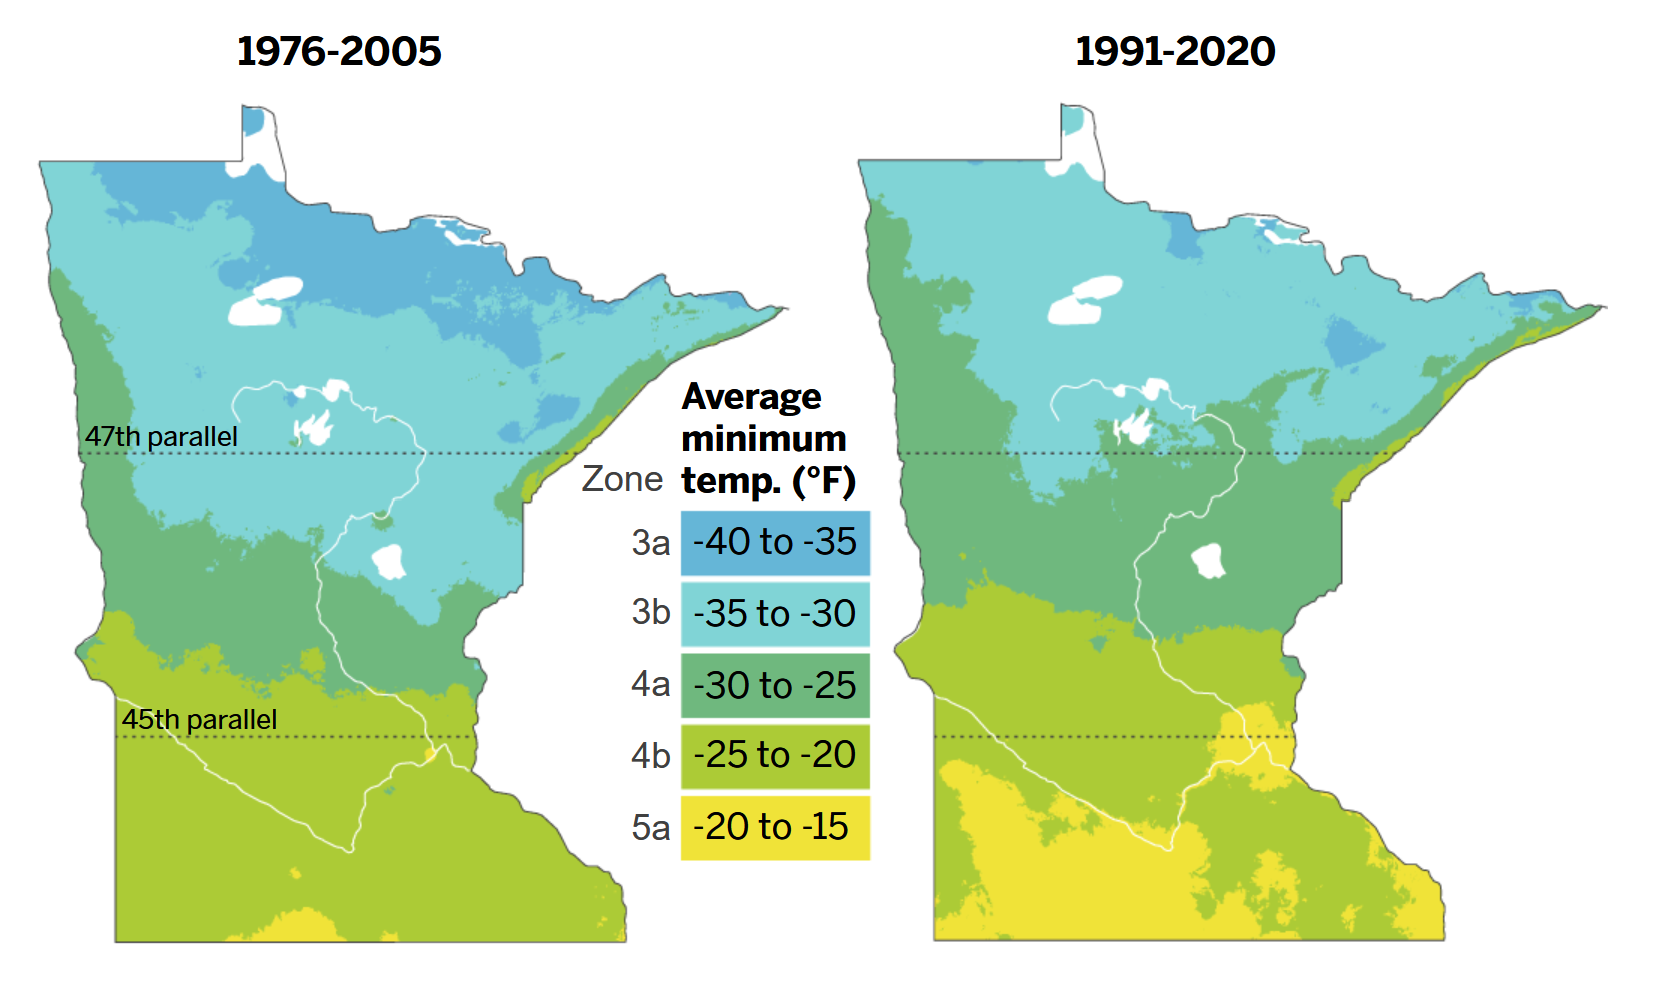 1976-2005
1991-2020
47th parallel
45th parallel
Average
minimum
Zone temp. (°F)
3a -40 to -35
3b -35 to -30
4a -30 to -25
4b -25 to -20
5a -20 to -15